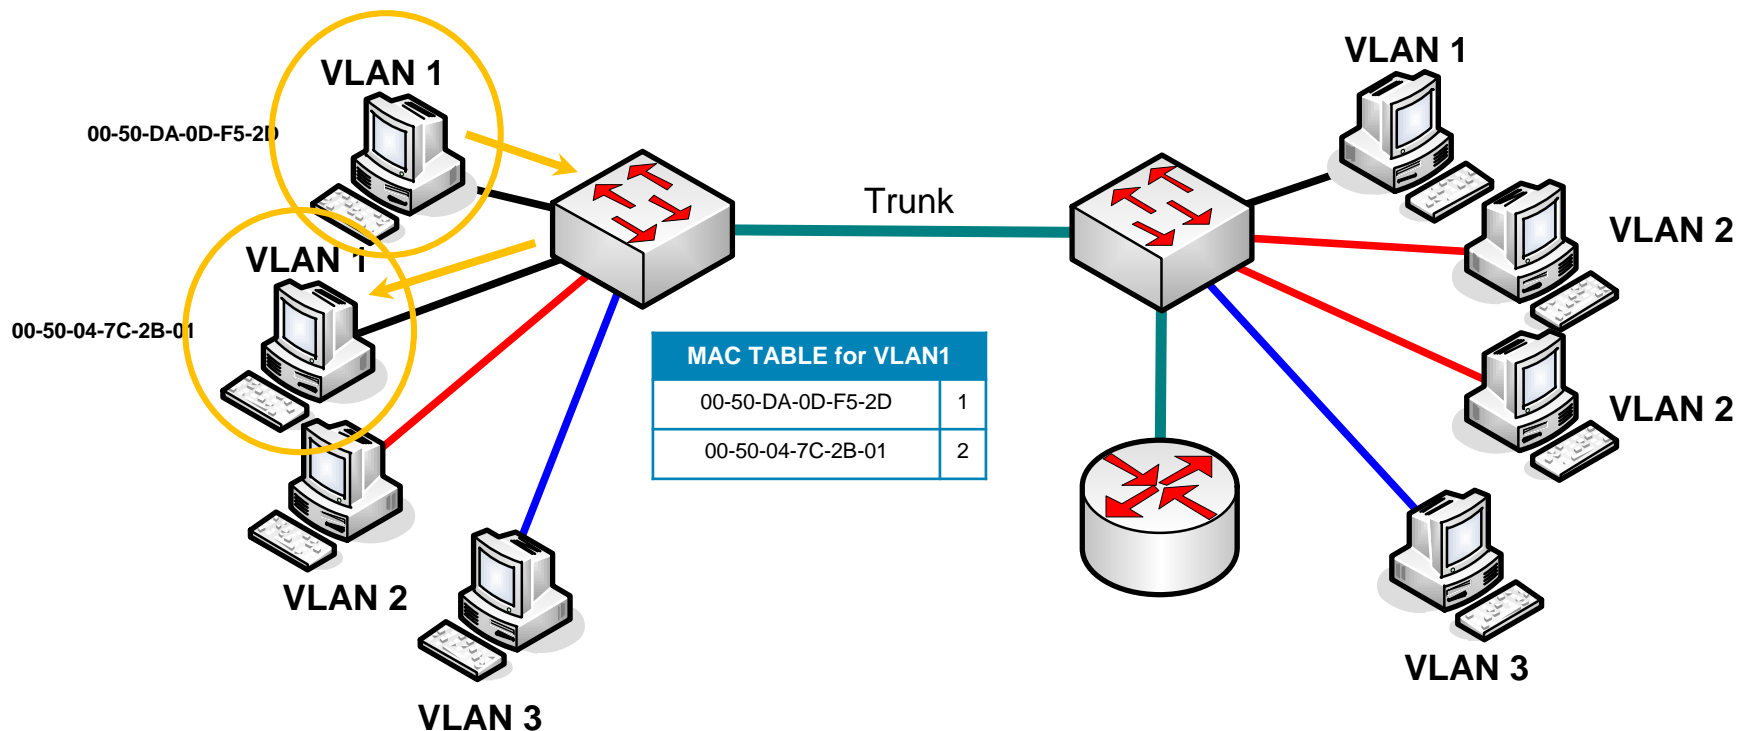 VLAN 1
00-50-DA-0D-F5-2D
VLAN 1
00-50-04-7C-2B-01
VLAN 2
VLAN 3
Trunk
MAC TABLE for VLAN1
00-50-DA-0D-F5-2D 1
00-50-04-7C-2B-01 2
VLAN 1
VLAN 2
VLAN 2
VLAN 3